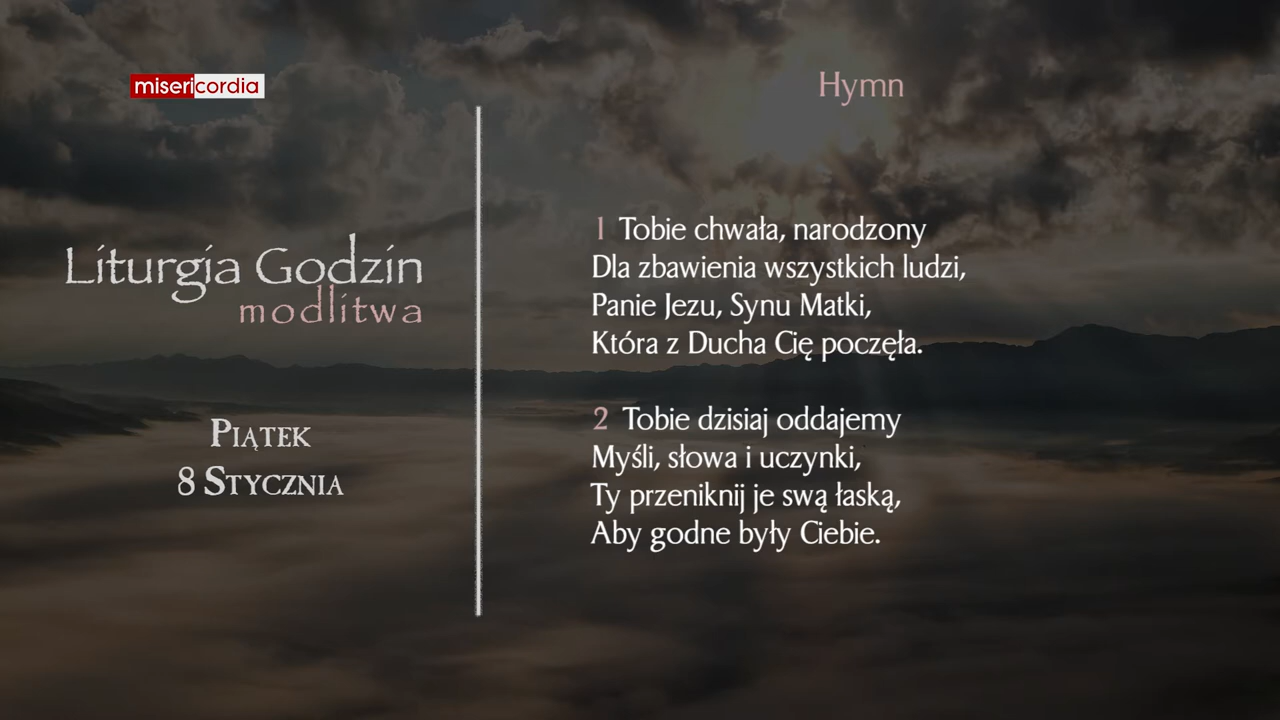 misericordia
Liturgia Godzin
modlitwa
Piątek
8 Stycznia
Hymn
1 Tobie chwała, narodzony
Dla zbawienia wszystkich ludzi,
Panie Jezu, Synu Matki,
Która z Ducha Cię poczęła.
2 Tobie dzisiaj oddajemy
Myśli, słowa i uczynki,
Ty przeniknij je swą łaską,
Aby godne były Ciebie.